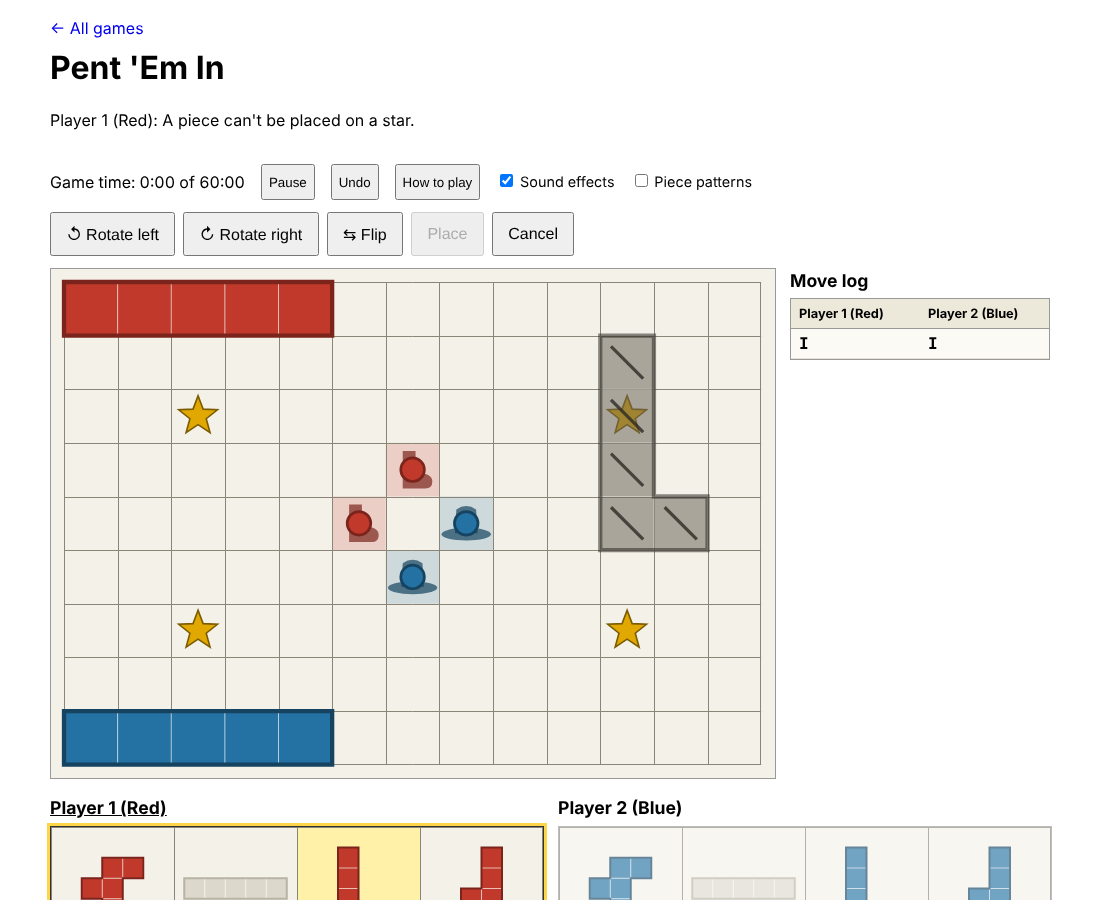 ← All games
Pent 'Em In
Player 1 (Red): A piece can't be placed on a star.
Game time: 0:00 of 60:00 Pause Undo How to play Sound effects Piece patterns
Rotate left Rotate right Flip Place Cancel
Move log
Player 1 (Red) Player 2 (Blue)
I I
Player 1 (Red) Player 2 (Blue)